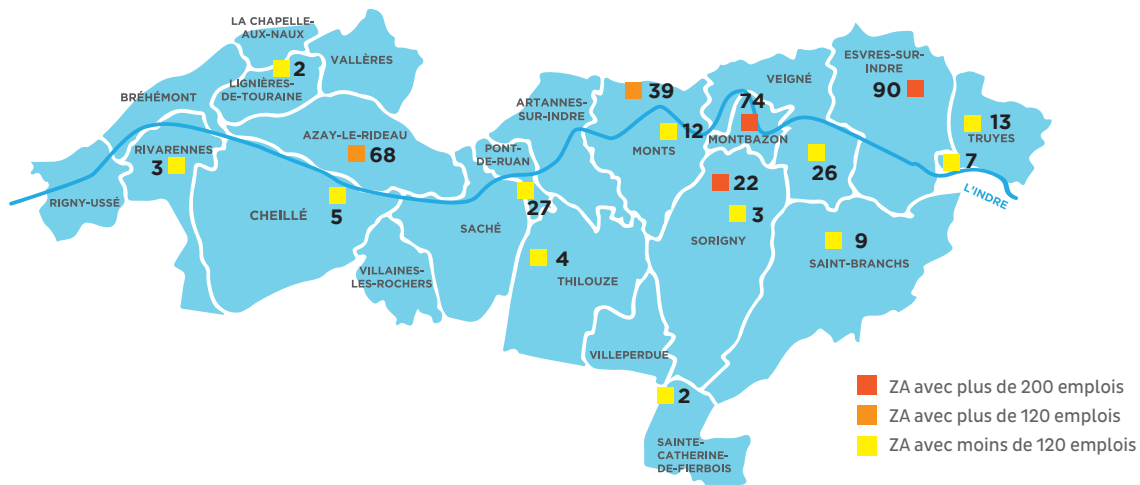 LA CHAPELLE-
AUX-NAUX
2
VALLÈRES
LIGNIÈRES-
DE-TOURAINE
BRÉHÉMONT
RIVARENNES
3
RIGNY-USSÉ
AZAY-LE-RIDEAU
68
CHEILLÉ
5
VILLAINES-
LES-ROCHERS
ARTANNES-
SUR-INDRE
PONT-
DE-RUAN
27
SACHÉ
4
THILOUZE
39
12
MONTS
VILLEPERDUE
VEIGNÉ
74
MONTBAZON
22
3
SORIGNY
26
ESVRES-SUR-
INDRE
90
13
TRUYES
7
L'INDRE
9
SAINT-BRANCHS
2
SAINTE-
CATHERINE-
DE-FIERBOIS
ZA avec plus de 200 emplois
ZA avec plus de 120 emplois
ZA avec moins de 120 emplois